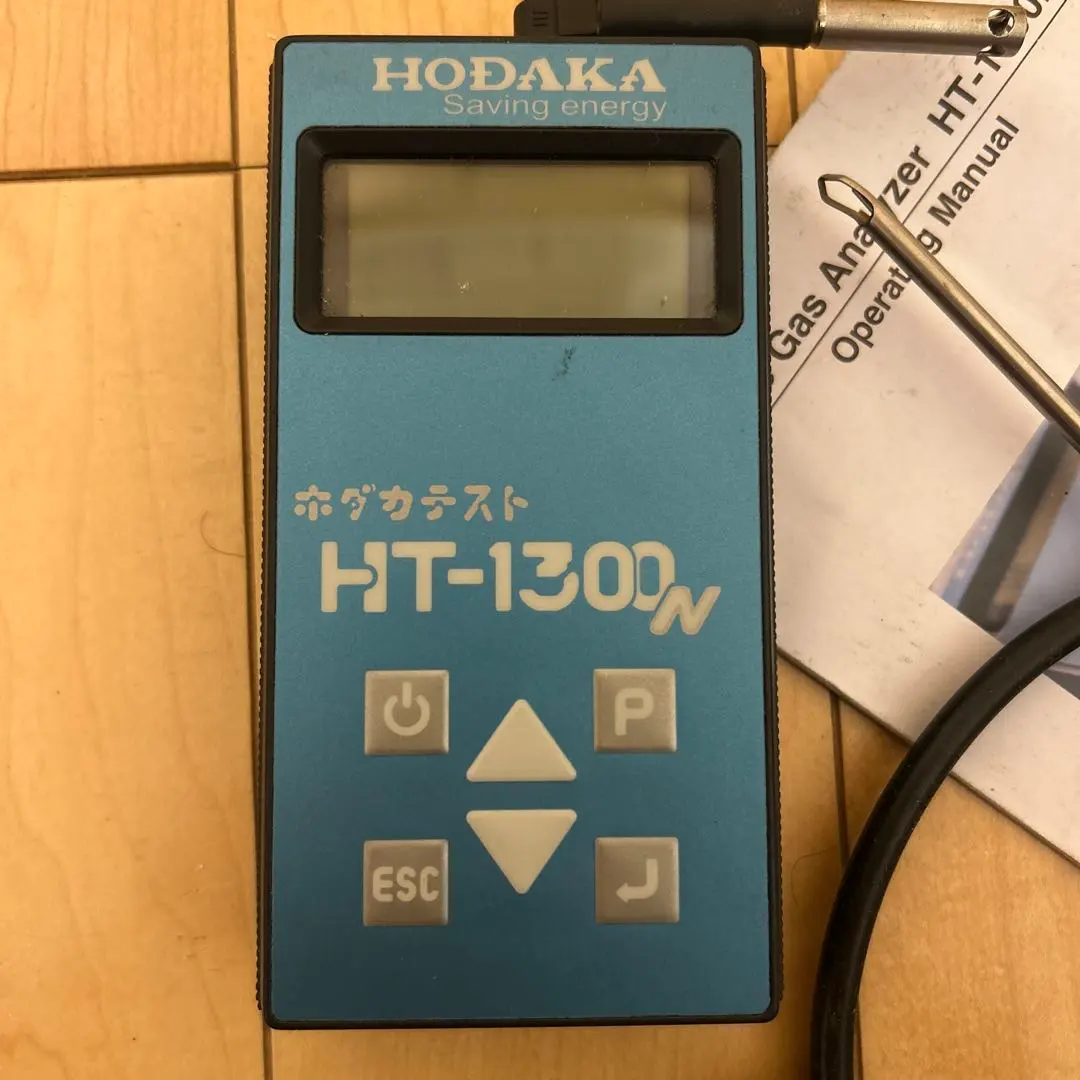 HODAKA
Saving energy
ホダカテスト
HT-1300N
P
ESC
Gas Analyzer
Operating Manual